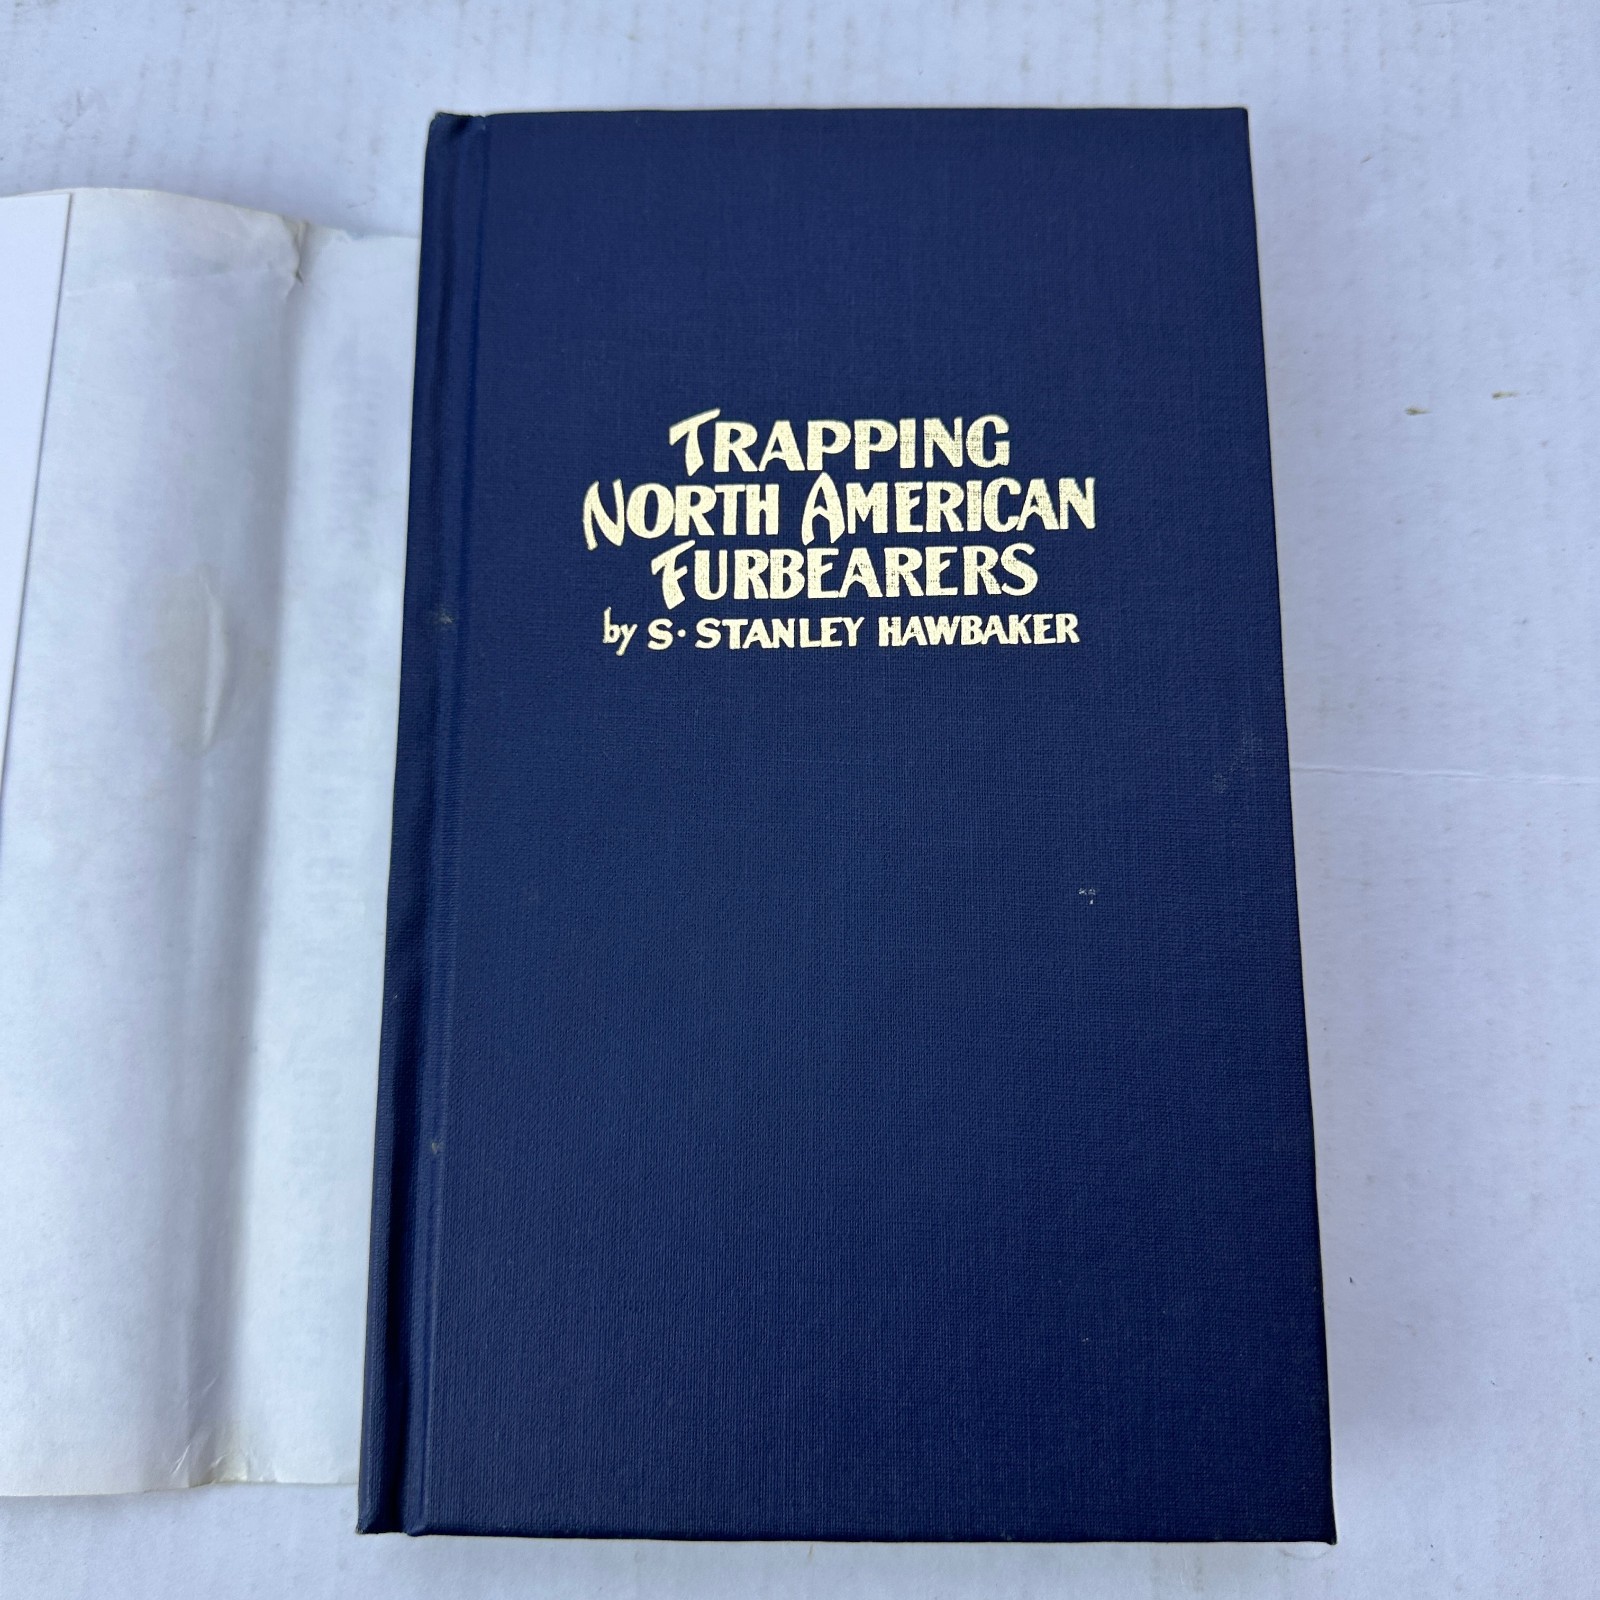 TRAPPING
NORTH AMERICAN
FURBEARERS
by S. STANLEY HAWBAKER